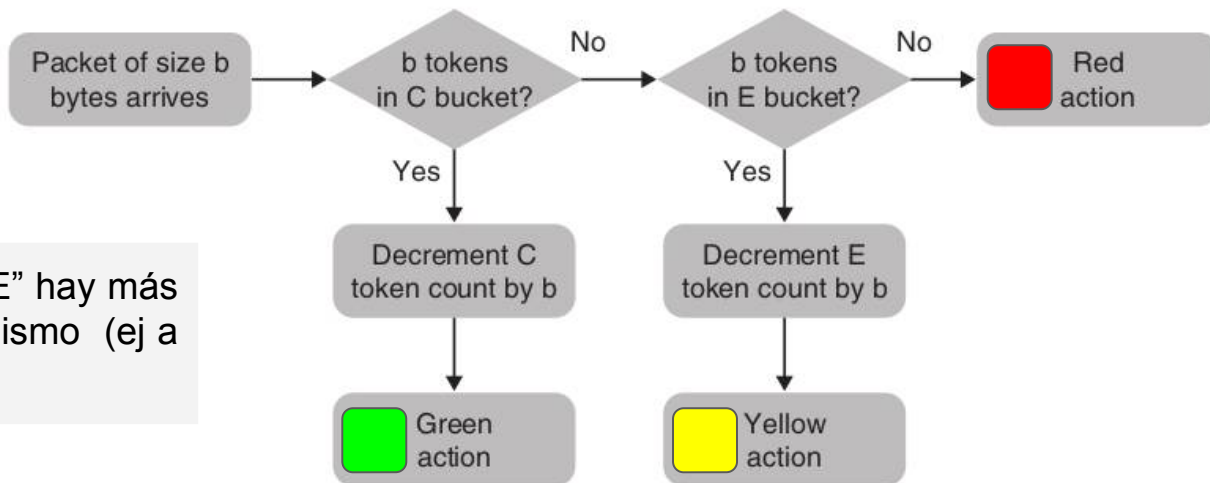 Packet of size b
bytes arrives
b tokens
in C bucket?
No
b tokens
in E bucket?
No
Red
action
Yes
Yes
Decrement C
token count by b
Decrement E
token count by b
E” hay más
ismo (ej a
Green
action
Yellow
action